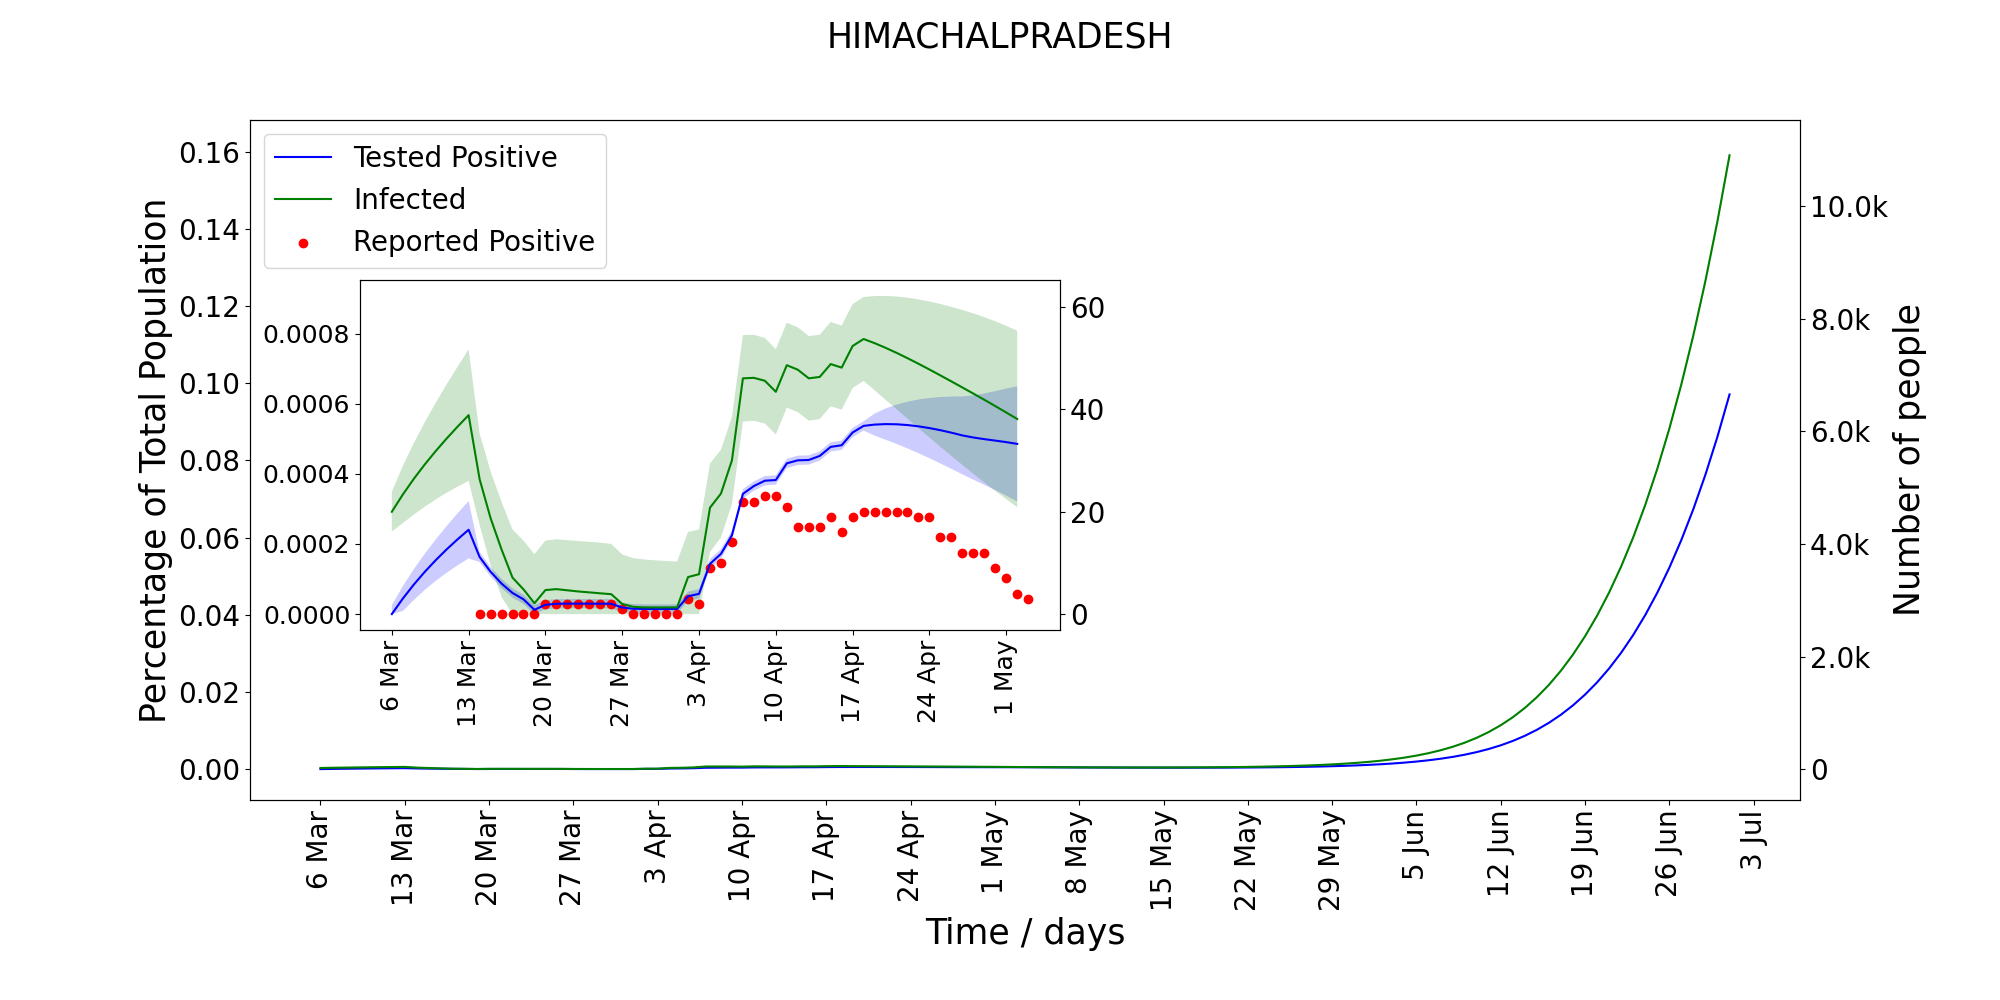 HIMACHALPRADESH
Tested Positive
Infected
Reported Positive
Percentage of Total Population
0.16
0.14
0.12
0.10
0.08
0.06
0.04
0.02
0.00
10.0k
8.0k
6.0k
4.0k
2.0k
0
Number of people
0.0008
0.0006
0.0004
0.0002
0.0000
60
40
20
0
6 Mar
13 Mar
20 Mar
27 Mar
3 Apr
10 Apr
17 Apr
24 Apr
1 May
6 Mar
13 Mar
20 Mar
27 Mar
3 Apr
10 Apr
17 Apr
24 Apr
1 May
8 May
15 May
22 May
29 May
5 Jun
12 Jun
19 Jun
26 Jun
3 Jul
Time / days